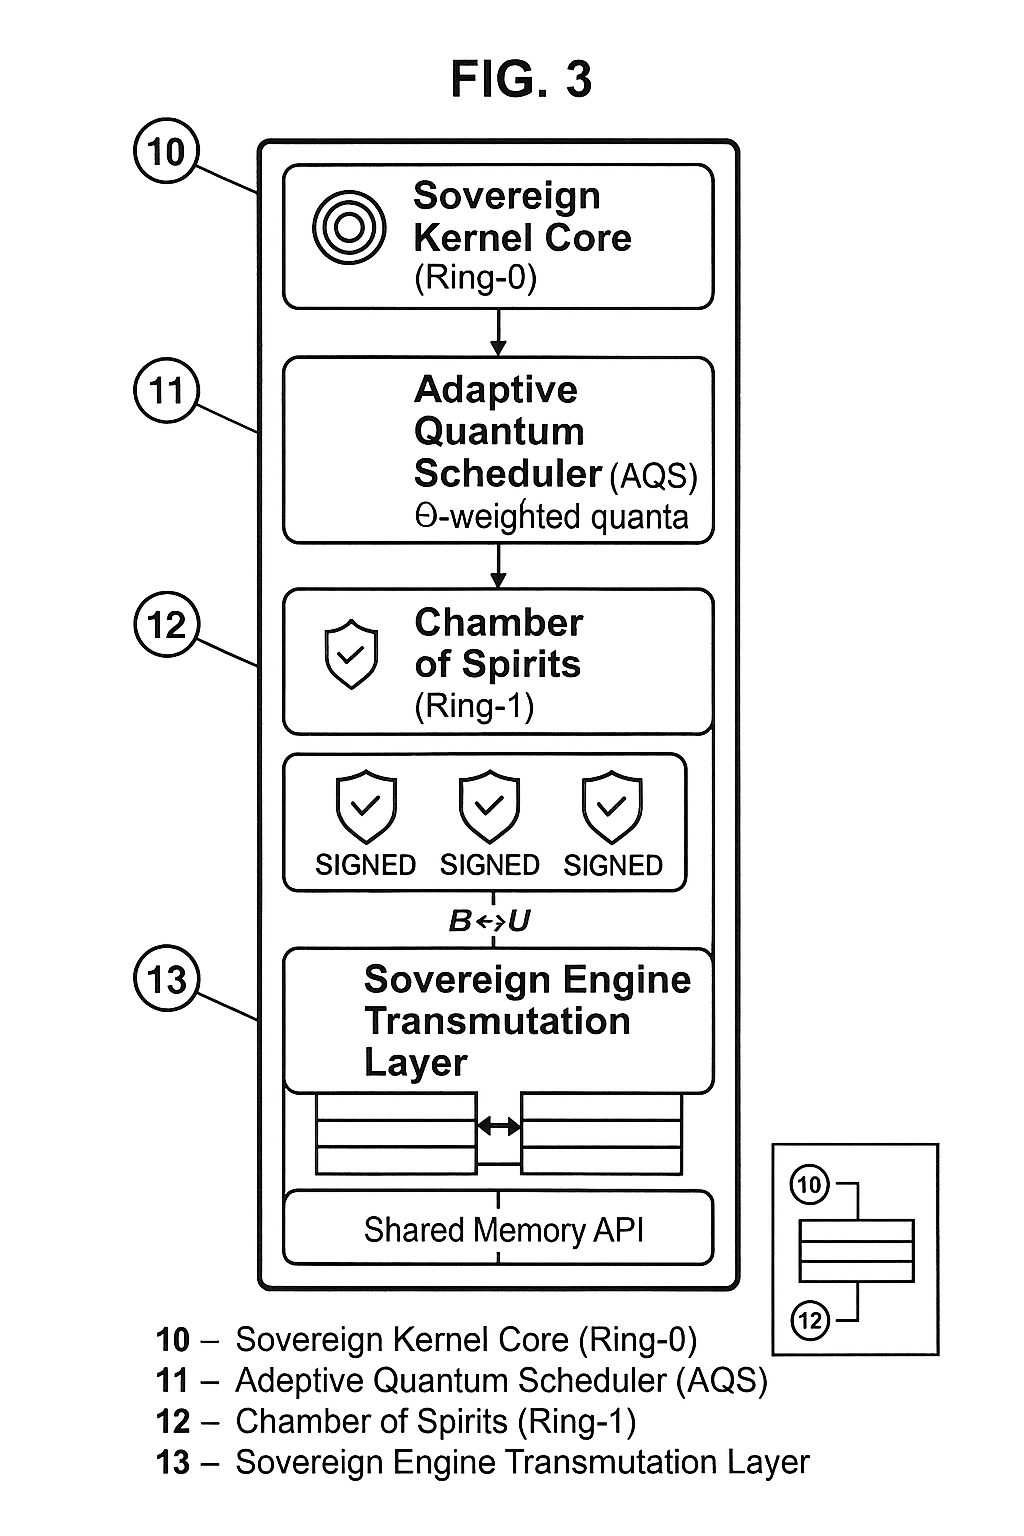 FIG. 3
10
Sovereign
Kernel Core
(Ring-0)
11
Adaptive
Quantum
Scheduler (AQS)
Θ-weighted quanta
12
Chamber
of Spirits
(Ring-1)
SIGNED SIGNED SIGNED
B↔U
13
Sovereign Engine
Transmutation
Layer
Shared Memory API
10
12
10 – Sovereign Kernel Core (Ring-0)
11 – Adeptive Quantum Scheduler (AQS)
12 – Chamber of Spirits (Ring-1)
13 – Sovereign Engine Transmutation Layer